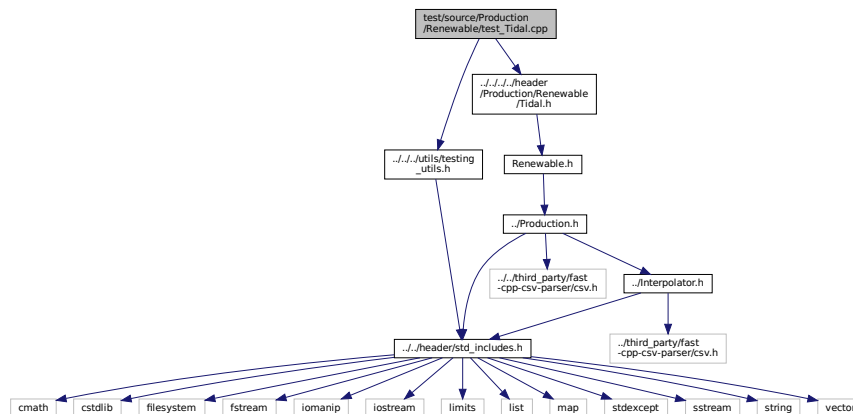 test/source/Production
/Renewable/test_Tidal.cpp
../../../../header
/Production/Renewable
/Tidal.h
../../../utils/testing
_utils.h
Renewable.h
../Production.h
../../third_party/fast
-cpp-csv-parser/csv.h
../Interpolator.h
../third_party/fast
-cpp-csv-parser/csv.h
../../header/std_includes.h
cmath
cstdlib
filesystem
fstream
iomanip
iostream
limits
list
map
stdexcept
sstream
string
vector